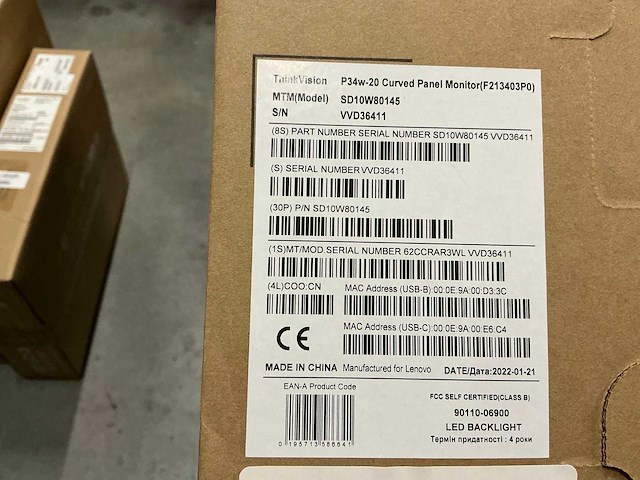 ThinkVision P34w-20 Curved Panel Monitor(F213403P0)
MTM(Model) SD10W80145
S/N VVD36411
(8S) PART NUMBER SERIAL NUMBER SD10W80145 VVD36411
(S) SERIAL NUMBER VVD36411
(30P) P/N SD10W80145
(1S)MT/MOD SERIAL NUMBER 62CCRAR3WL VVD36411
(4L)COO:CN MAC Address (USB-B):00:0E:9A:00:D3:3C
MAC Address (USB-C):00:0E:9A:00:E6:C4
CE
MADE IN CHINA Manufactured for Lenovo DATE/Дата:2022-01-21
EAN-A Product Code
FCC SELF CERTIFIED(CLASS B)
90110-06900
LED BACKLIGHT
Термін придатності : 4 роки
0 195713 586641